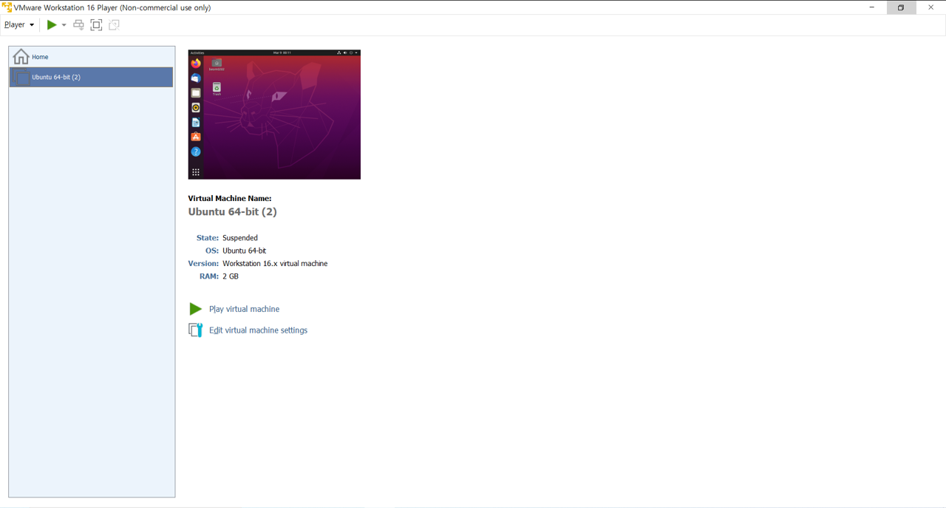 VMware Workstation 16 Player (Non-commercial use only)
Player
Home
Ubuntu 64-bit (2)
Activities
Trash
Virtual Machine Name:
Ubuntu 64-bit (2)
State: Suspended
OS: Ubuntu 64-bit
Version: Workstation 16.x virtual machine
RAM: 2 GB
Play virtual machine
Edit virtual machine settings